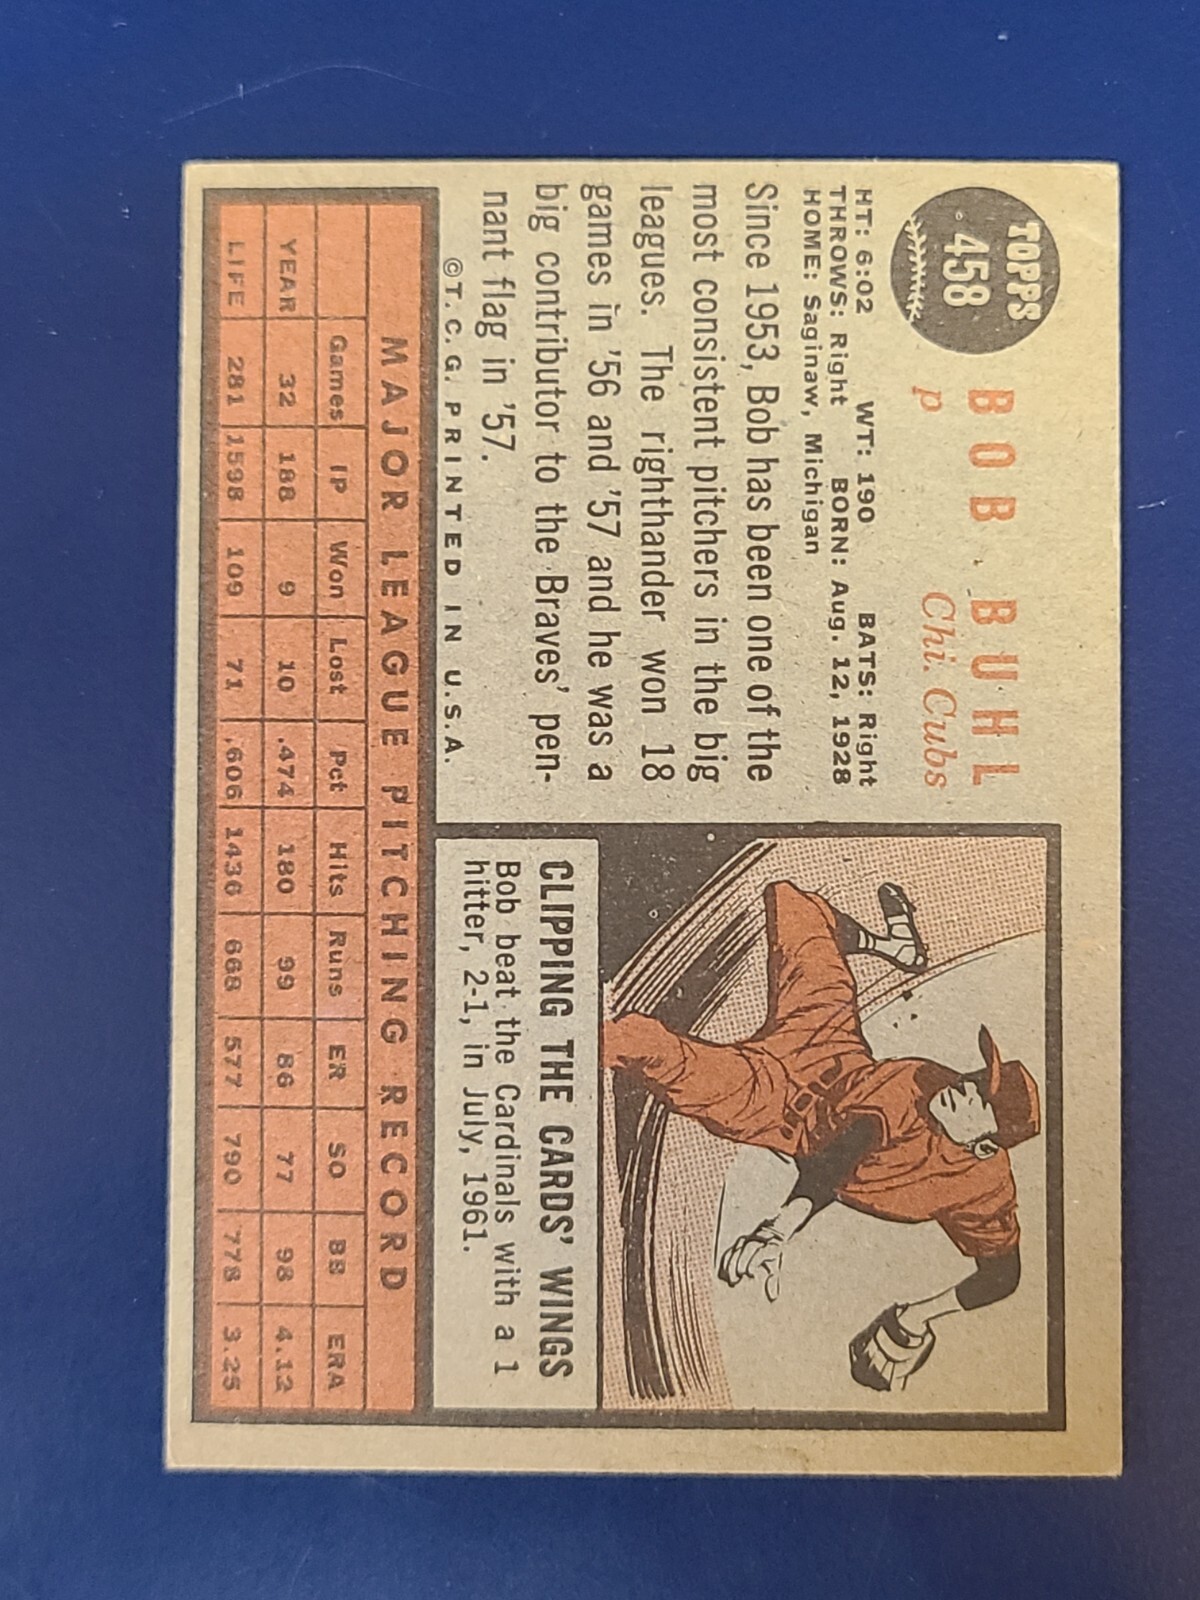 TOPPS
458
BOB BUHL
p Chi. Cubs
HT: 6:02 WT: 190 BATS: Right
THROWS: Right BORN: Aug. 12, 1928
HOME: Saginaw, Michigan
Since 1953, Bob has been one of the
most consistent pitchers in the big
leagues. The righthander won 18
games in '56 and '57 and he was a
big contributor to the Braves' pen-
nant flag in '57.
©T.C.G. PRINTED IN U.S.A.
CLIPPING THE CARDS' WINGS
Bob beat the Cardinals with a 1
hitter, 2-1, in July, 1961.
MAJOR LEAGUE PITCHING RECORD
Games IP Won Lost Pct Hits Runs ER SO BB ERA
YEAR 32 188 9 10 .474 180 99 86 77 98 4.12
LIFE 281 1598 109 71 .606 1436 668 577 790 778 3.25